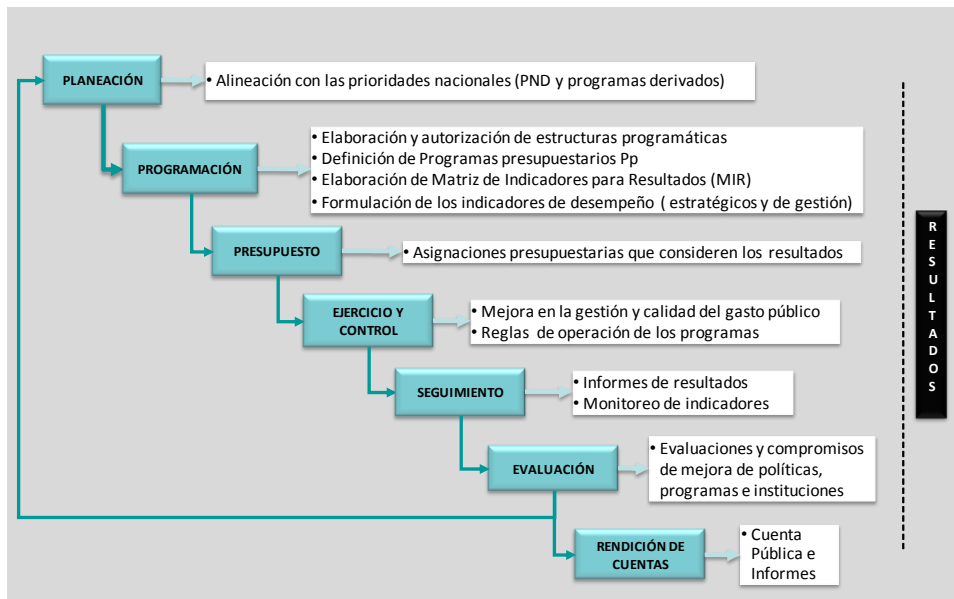 PLANEACIÓN
• Alineación con las prioridades nacionales (PND y programas derivados)
PROGRAMACIÓN
• Elaboración y autorización de estructuras programáticas
• Definición de Programas presupuestarios Pp
• Elaboración de Matriz de Indicadores para Resultados (MIR)
• Formulación de los indicadores de desempeño ( estratégicos y de gestión)
PRESUPUESTO
• Asignaciones presupuestarias que consideren los resultados
EJERCICIO Y
CONTROL
• Mejora en la gestión y calidad del gasto público
• Reglas de operación de los programas
SEGUIMIENTO
• Informes de resultados
• Monitoreo de indicadores
EVALUACIÓN
• Evaluaciones y compromisos
de mejora de políticas,
programas e instituciones
RENDICIÓN DE
CUENTAS
• Cuenta
Pública e
Informes
RESULTADOS